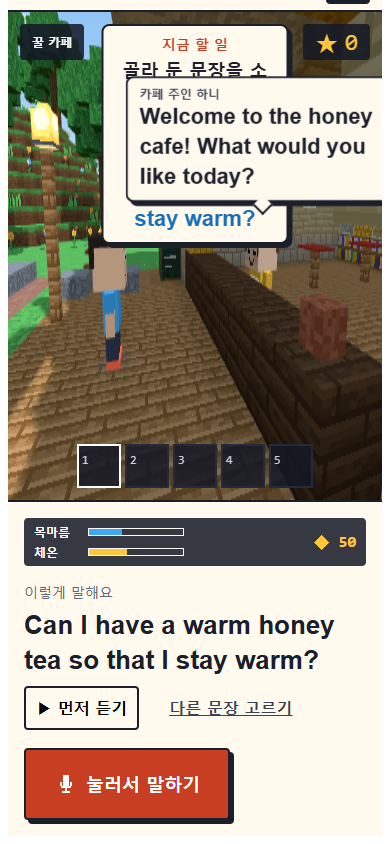 꿀 카페
지금 할 일
★ 0
골라 둔 문장을 소
카페 주인 하니
Welcome to the honey
cafe! What would you
like today?
stay warm?
1 2 3 4 5
목마름
체온
50
이렇게 말해요
Can I have a warm honey
tea so that I stay warm?
▶ 먼저 듣기
다른 문장 고르기
눌러서 말하기